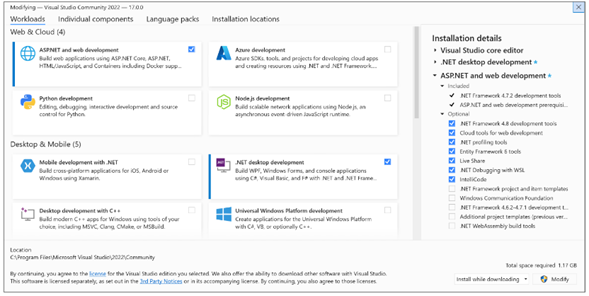 Modifying — Visual Studio Community — 17.0.0
Workloads Individual components Language packs Installation locations
Web & Cloud (4)
ASP.NET and web development
Build web applications using ASP.NET Core, ASP.NET,
HTML/JavaScript, and Containers including Docker supp...
Azure development
Azure SDKs, tools, and projects for developing cloud apps
and creating resources using .NET and .NET Framework....
Python development
Editing, debugging, interactive development and source
control for Python.
Node.js development
Build scalable network applications using Node.js, an
asynchronous event-driven JavaScript runtime.
Desktop & Mobile (5)
Mobile development with .NET
Build cross-platform applications for iOS, Android or
Windows using Xamarin.
.NET desktop development
Build WPF, Windows Forms, and console applications
using C#, Visual Basic, and F# with .NET and .NET Frame...
Desktop development with C++
Build modern C++ apps for Windows using tools of your
choice, including MSVC, Clang, CMake, or MSBuild.
Universal Windows Platform development
Create applications for the Universal Windows Platform
with C#, VB, or optionally C++.
Installation details
Visual Studio core editor
.NET desktop development
ASP.NET and web development
Included
.NET Framework 4.7.2 development tools
ASP.NET and web development prerequisi...
Optional
.NET Framework 4.8 development tools
Cloud tools for web development
.NET profiling tools
Entity Framework 6 tools
Live Share
.NET Debugging with WSL
IntelliCode
.NET Framework project and item templates
Windows Communication Foundation
.NET Framework 4.6.2-4.7.1 development t...
Additional project templates (previous ver...
.NET WebAssembly build tools
Location
C:\Program Files\Microsoft Visual Studio\2022\Community
Total space required 1.17 GB
By continuing, you agree to the license for the Visual Studio edition you selected. We also offer the ability to download other software with Visual Studio.
This software is licensed separately, as set out in the 3rd Party Notices or in its accompanying license. By continuing, you also agree to those licenses.
Install while downloading Modify